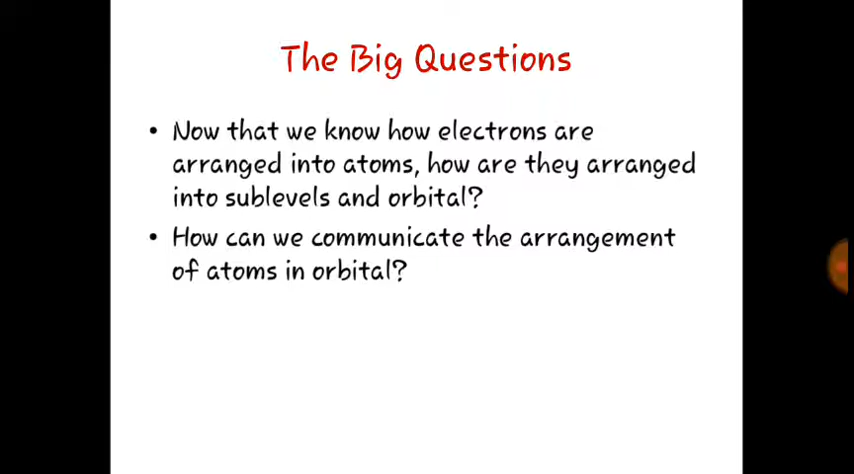 The Big Questions
• Now that we know how electrons are
arranged into atoms, how are they arranged
into sublevels and orbital?
• How can we communicate the arrangement
of atoms in orbital?